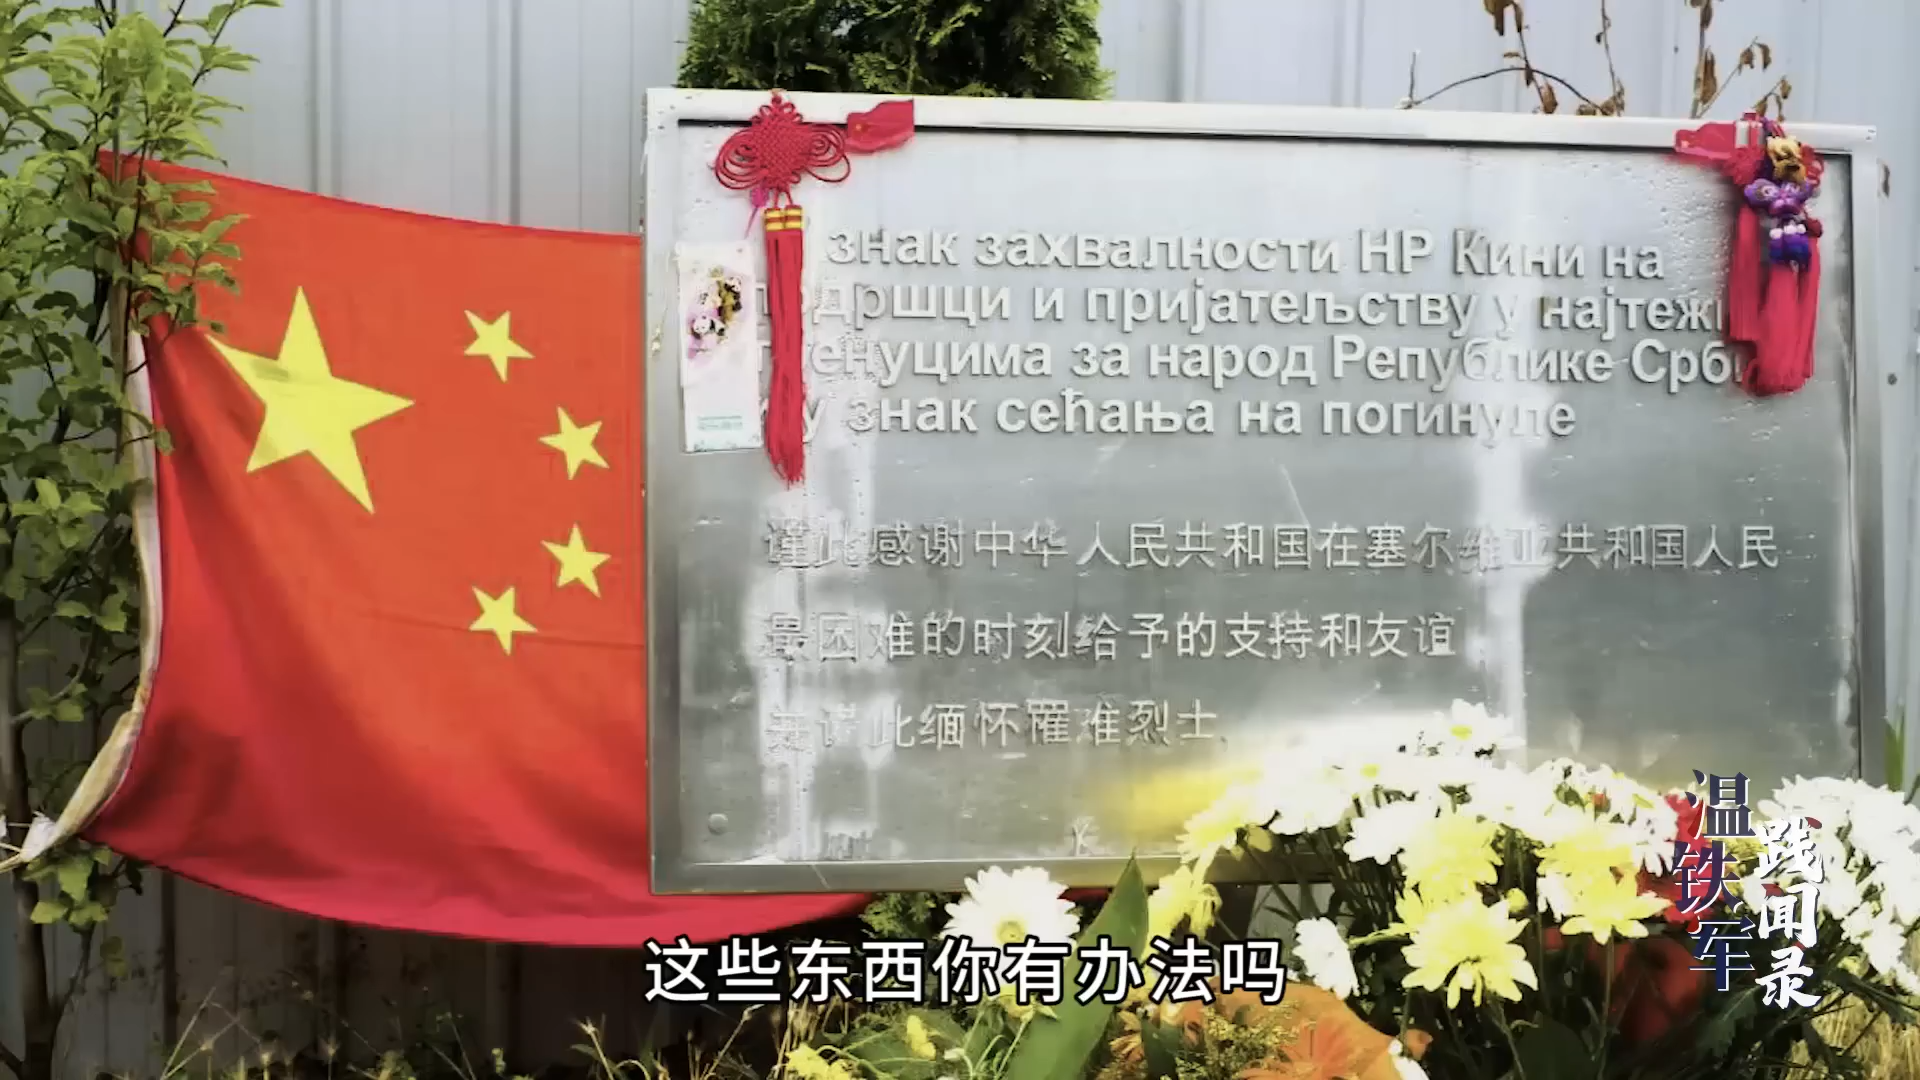 знак захвалности НР Кини на
подршци и пријатељству у најтежи
тренуцима за народ Републике Срби
у знак сећања на погинуле
谨此感谢中华人民共和国在塞尔维亚共和国人民
最困难的时刻给予的支持和友谊
并谨此缅怀罹难烈士
温铁军
践闻录
这些东西你有办法吗